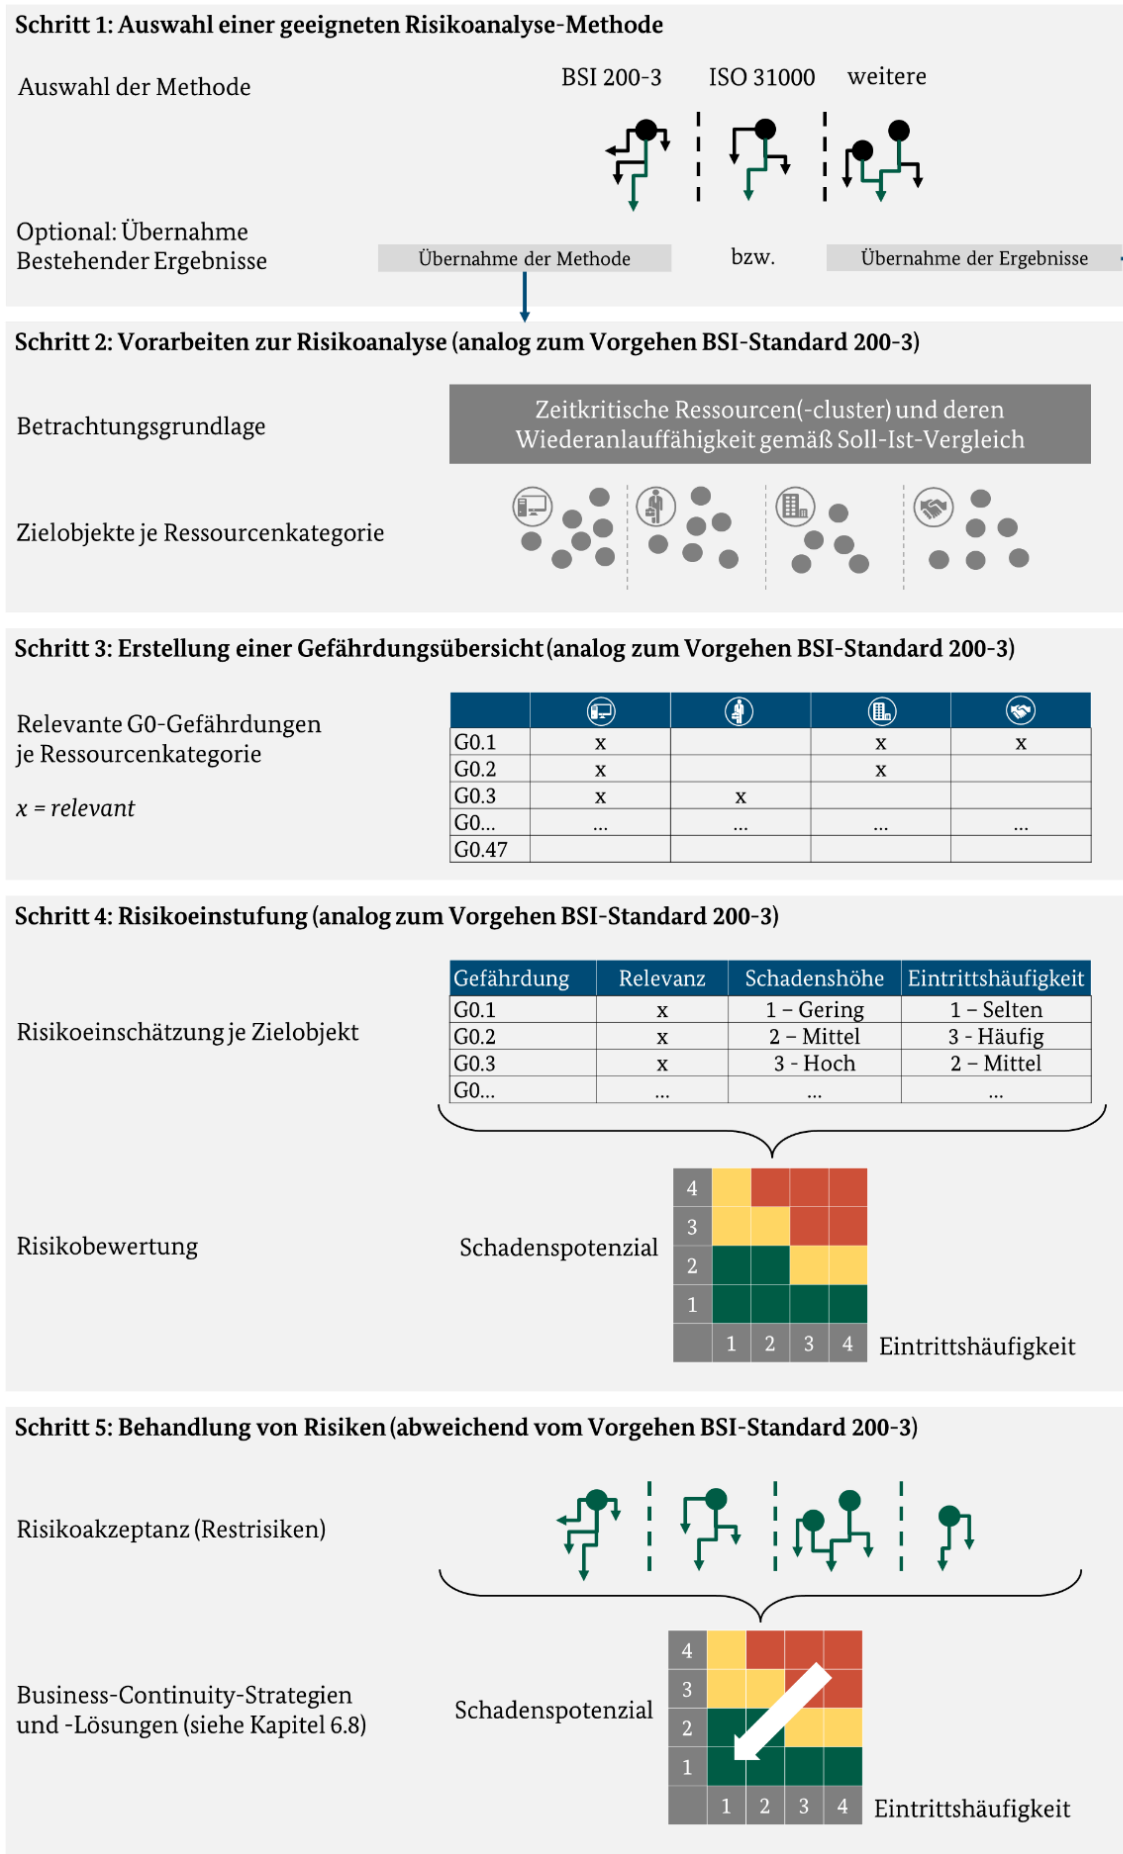 Schritt 1: Auswahl einer geeigneten Risikoanalyse-Methode
Auswahl der Methode
BSI 200-3 ISO 31000 weitere
Optional: Übernahme
Bestehender Ergebnisse
Übernahme der Methode bzw. Übernahme der Ergebnisse
Schritt 2: Vorarbeiten zur Risikoanalyse (analog zum Vorgehen BSI-Standard 200-3)
Betrachtungsgrundlage
Zeitkritische Ressourcen(-cluster) und deren
Wiederanlauffähigkeit gemäß Soll-Ist-Vergleich
Zielobjekte je Ressourcenkategorie
Schritt 3: Erstellung einer Gefährdungsübersicht (analog zum Vorgehen BSI-Standard 200-3)
Relevante G0-Gefährdungen
je Ressourcenkategorie
x = relevant
G0.1 x x x
G0.2 x x
G0.3 x x
G0... ... ... ... ...
G0.47
Schritt 4: Risikoeinstufung (analog zum Vorgehen BSI-Standard 200-3)
Risikoeinschätzung je Zielobjekt
Gefährdung Relevanz Schadenshöhe Eintrittshäufigkeit
G0.1 x 1 – Gering 1 – Selten
G0.2 x 2 – Mittel 3 - Häufig
G0.3 x 3 - Hoch 2 – Mittel
G0... ... ... ...
Risikobewertung
Schadenspotenzial
4
3
2
1
1 2 3 4 Eintrittshäufigkeit
Schritt 5: Behandlung von Risiken (abweichend vom Vorgehen BSI-Standard 200-3)
Risikoakzeptanz (Restrisiken)
Business-Continuity-Strategien
und -Lösungen (siehe Kapitel 6.8)
Schadenspotenzial
4
3
2
1
1 2 3 4 Eintrittshäufigkeit